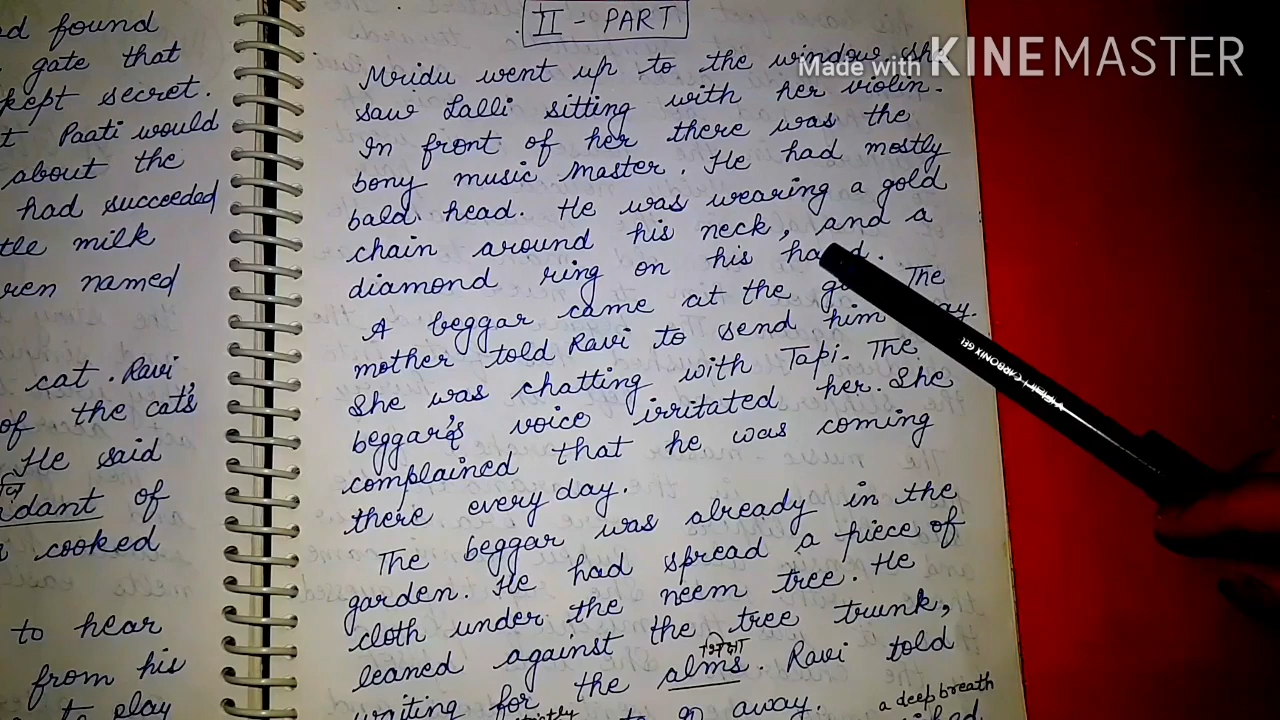 ed found
gate that
kept secret.
t Paati would
about the
had succeeded
tle milk
ren named
cat. Ravi
of the cat's
He said
dant of
cooked
to hear
from his
to play
II - PART
Mridu went up to the window. She
saw Lalli sitting with her violin.
In front of her there was the
bony music master. He had mostly
bald head. He was wearing a gold
chain around his neck, and a
diamond ring on his hand.
A beggar came at the The
mother told Ravi to send him
She was chatting with Tapi. The
beggar's voice irritated her. She
complained that he was coming
there every day.
The beggar was already in the
garden. He had spread a piece of
cloth under the neem tree. He
leaned against the tree trunk,
भिक्षा
waiting for the alms. Ravi told
to go away.
a deep breath
Made with KINEMASTER